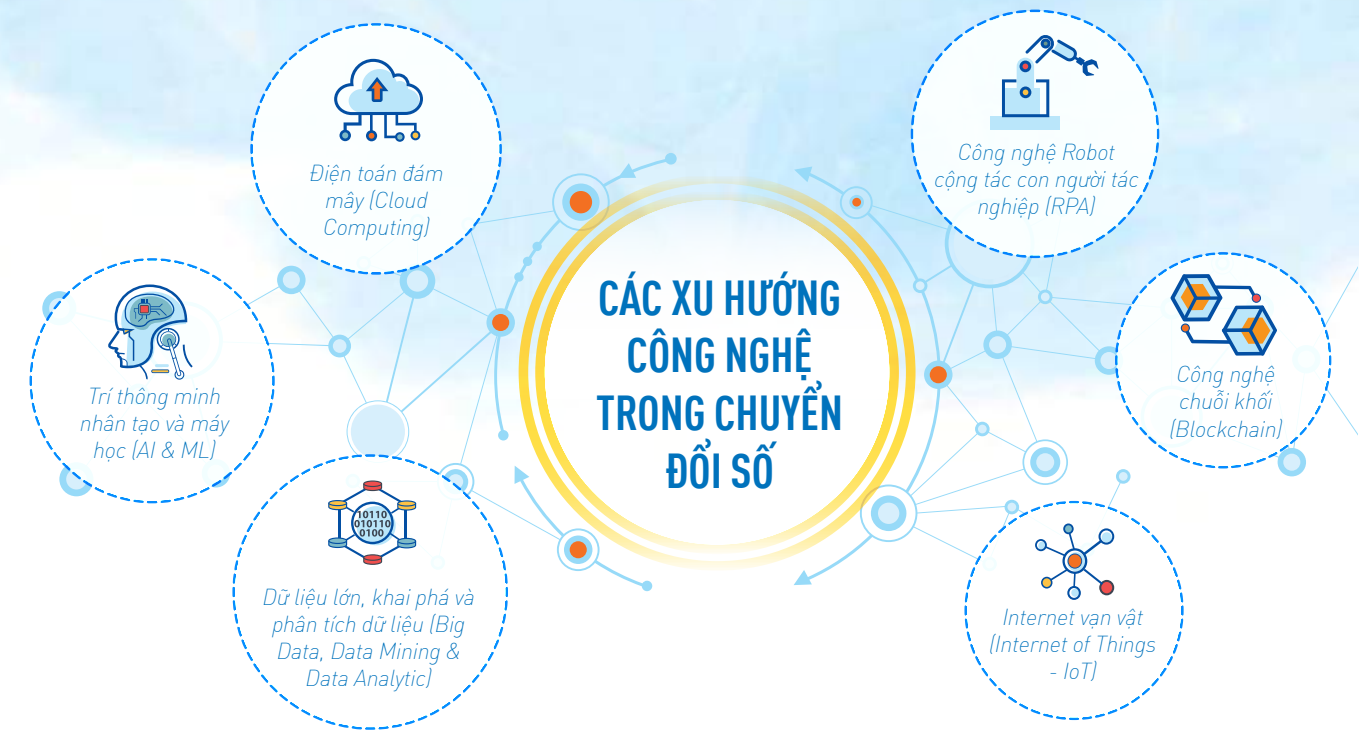 Điện toán đám
mây (Cloud
Computing)
Công nghệ Robot
cộng tác con người tác
nghiệp (RPA)
CÁC XU HƯỚNG
CÔNG NGHỆ
TRONG CHUYỂN
ĐỔI SỐ
Trí thông minh
nhân tạo và máy
học (AI & ML)
Công nghệ
chuỗi khối
(Blockchain)
10110
010110
0100
Dữ liệu lớn, khai phá và
phân tích dữ liệu (Big
Data, Data Mining &
Data Analytic)
Internet vạn vật
(Internet of Things
- IoT)